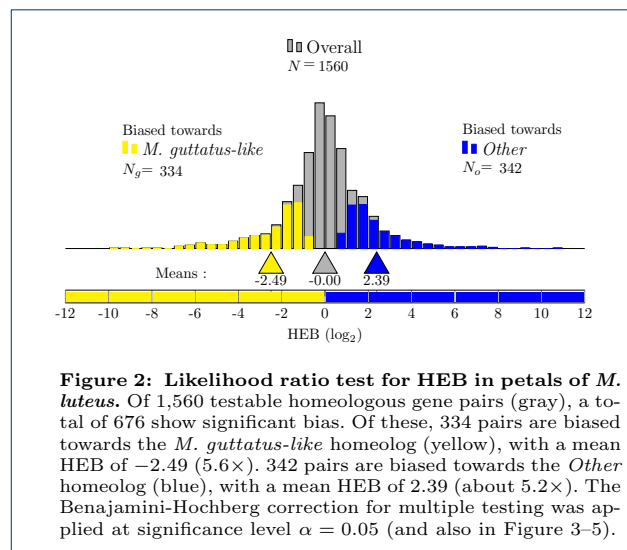 Overall
N = 1560
Biased towards
M. guttatus-like
N_g= 334
Biased towards
Other
N_o= 342
Means :
-2.49
-0.00
2.39
-12 -10 -8 -6 -4 -2 0 2 4 6 8 10 12
HEB (log_2)
Figure 2: Likelihood ratio test for HEB in petals of M.
luteus. Of 1,560 testable homeologous gene pairs (gray), a to-
tal of 676 show significant bias. Of these, 334 pairs are biased
towards the M. guttatus-like homeolog (yellow), with a mean
HEB of −2.49 (5.6×). 342 pairs are biased towards the Other
homeolog (blue), with a mean HEB of 2.39 (about 5.2×). The
Benajamini-Hochberg correction for multiple testing was ap-
plied at significance level α = 0.05 (and also in Figure 3–5).